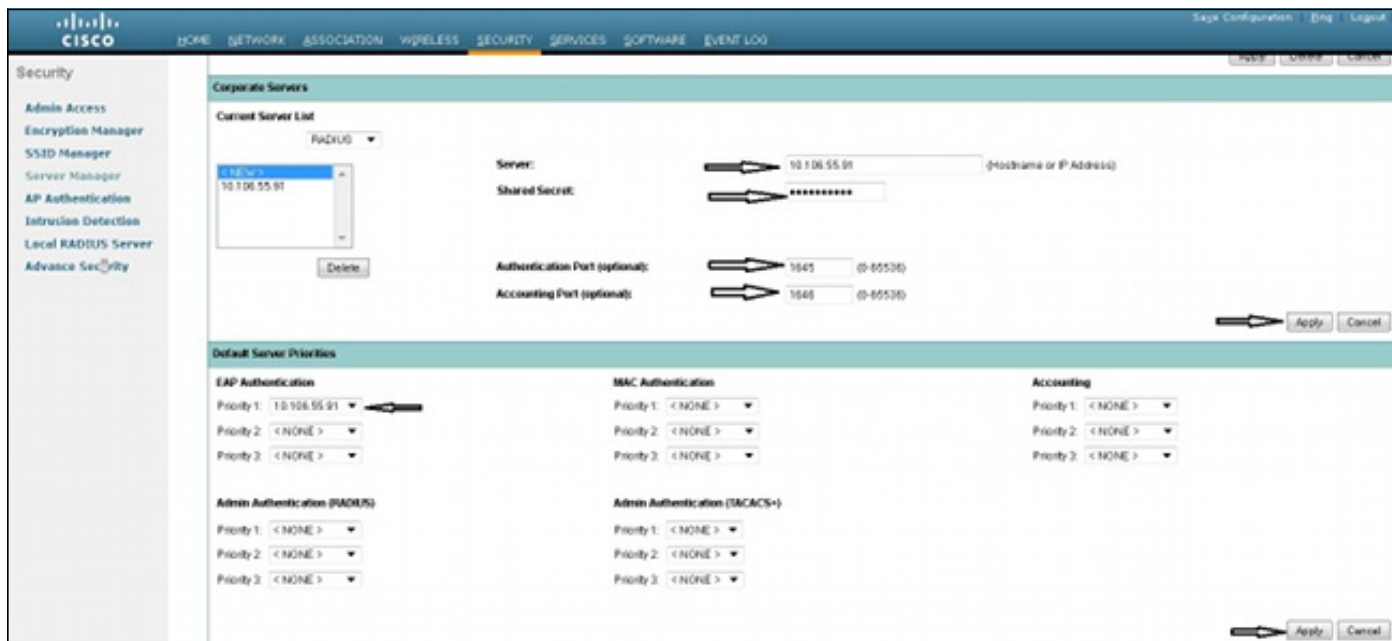 Save Configuration | Ping | Logout
CISCO
HOME NETWORK ASSOCIATION WIRELESS SECURITY SERVICES SOFTWARE EVENT LOG
Apply Delete Cancel
Security
Admin Access
Encryption Manager
SSID Manager
Server Manager
AP Authentication
Intrusion Detection
Local RADIUS Server
Advance Security
Corporate Servers
Current Server List
RADIUS
< NEW >
10.106.55.91
Delete
Server: 10.106.55.91 (Hostname or IP Address)
Shared Secret: ••••••••••
Authentication Port (optional): 1645 (0-65536)
Accounting Port (optional): 1646 (0-65536)
Apply Cancel
Default Server Priorities
EAP Authentication
Priority 1: 10.106.55.91
Priority 2: < NONE >
Priority 3: < NONE >
MAC Authentication
Priority 1: < NONE >
Priority 2: < NONE >
Priority 3: < NONE >
Accounting
Priority 1: < NONE >
Priority 2: < NONE >
Priority 3: < NONE >
Admin Authentication (RADIUS)
Priority 1: < NONE >
Priority 2: < NONE >
Priority 3: < NONE >
Admin Authentication (TACACS+)
Priority 1: < NONE >
Priority 2: < NONE >
Priority 3: < NONE >
Apply Cancel